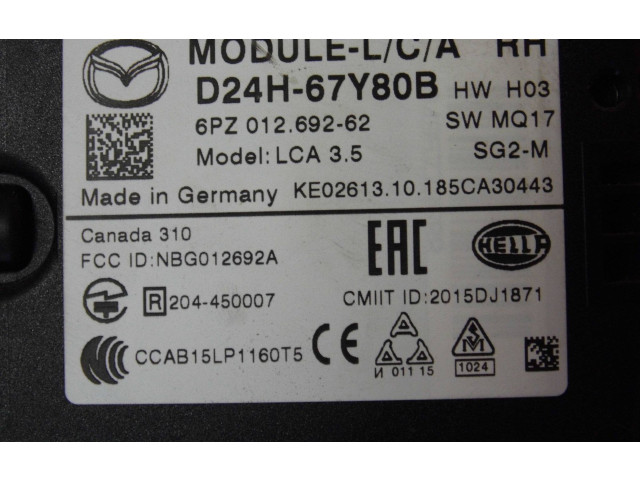 MODULE-L/C/A RH
D24H-67Y80B HW H03
6PZ 012.692-62 SW MQ17
Model: LCA 3.5 SG2-M
Made in Germany KE02613.10.185CA30443
Canada 310
FCC ID:NBG012692A
EAC
HELLA
R 204-450007
CMIIT ID:2015DJ1871
CCAB15LP1160T5
CE
И 011 15
1024